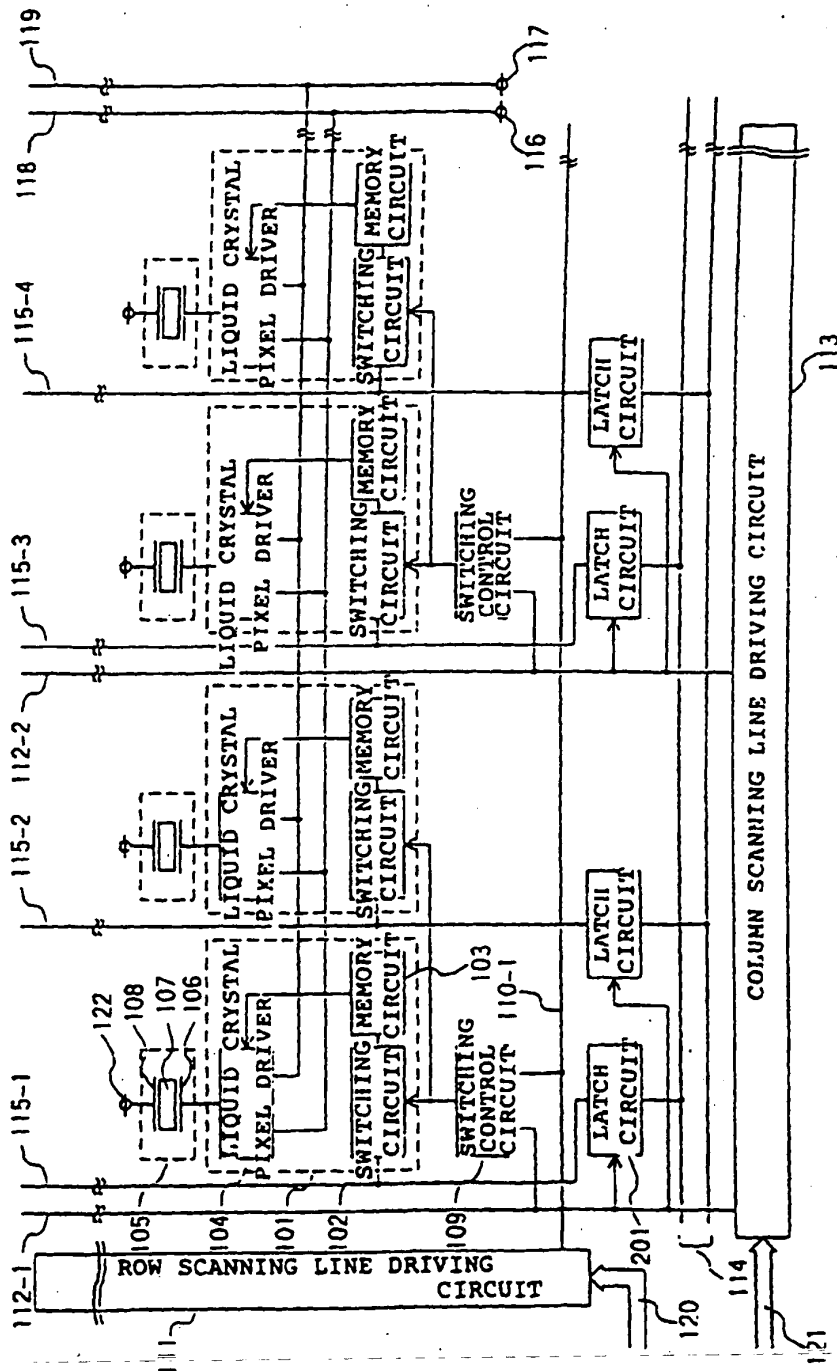 112-1
115-1
122
108
107
106
115-2
112-2
115-3
115-4
118
119
105
104
101
102
109
111
ROW SCANNING LINE DRIVING
CIRCUIT
LIQUID CRYSTAL
PIXEL DRIVER
LIQUID CRYSTAL
PIXEL DRIVER
LIQUID CRYSTAL
PIXEL DRIVER
LIQUID CRYSTAL
PIXEL DRIVER
SWITCHING
CIRCUIT
MEMORY
CIRCUIT
SWITCHING
CIRCUIT
MEMORY
CIRCUIT
SWITCHING
CIRCUIT
MEMORY
CIRCUIT
SWITCHING
CIRCUIT
MEMORY
CIRCUIT
103
SWITCHING
CONTROL
CIRCUIT
110-1
SWITCHING
CONTROL
CIRCUIT
116
117
LATCH
CIRCUIT
LATCH
CIRCUIT
LATCH
CIRCUIT
LATCH
CIRCUIT
201
120
114
COLUMN SCANNING LINE DRIVING CIRCUIT
121
113